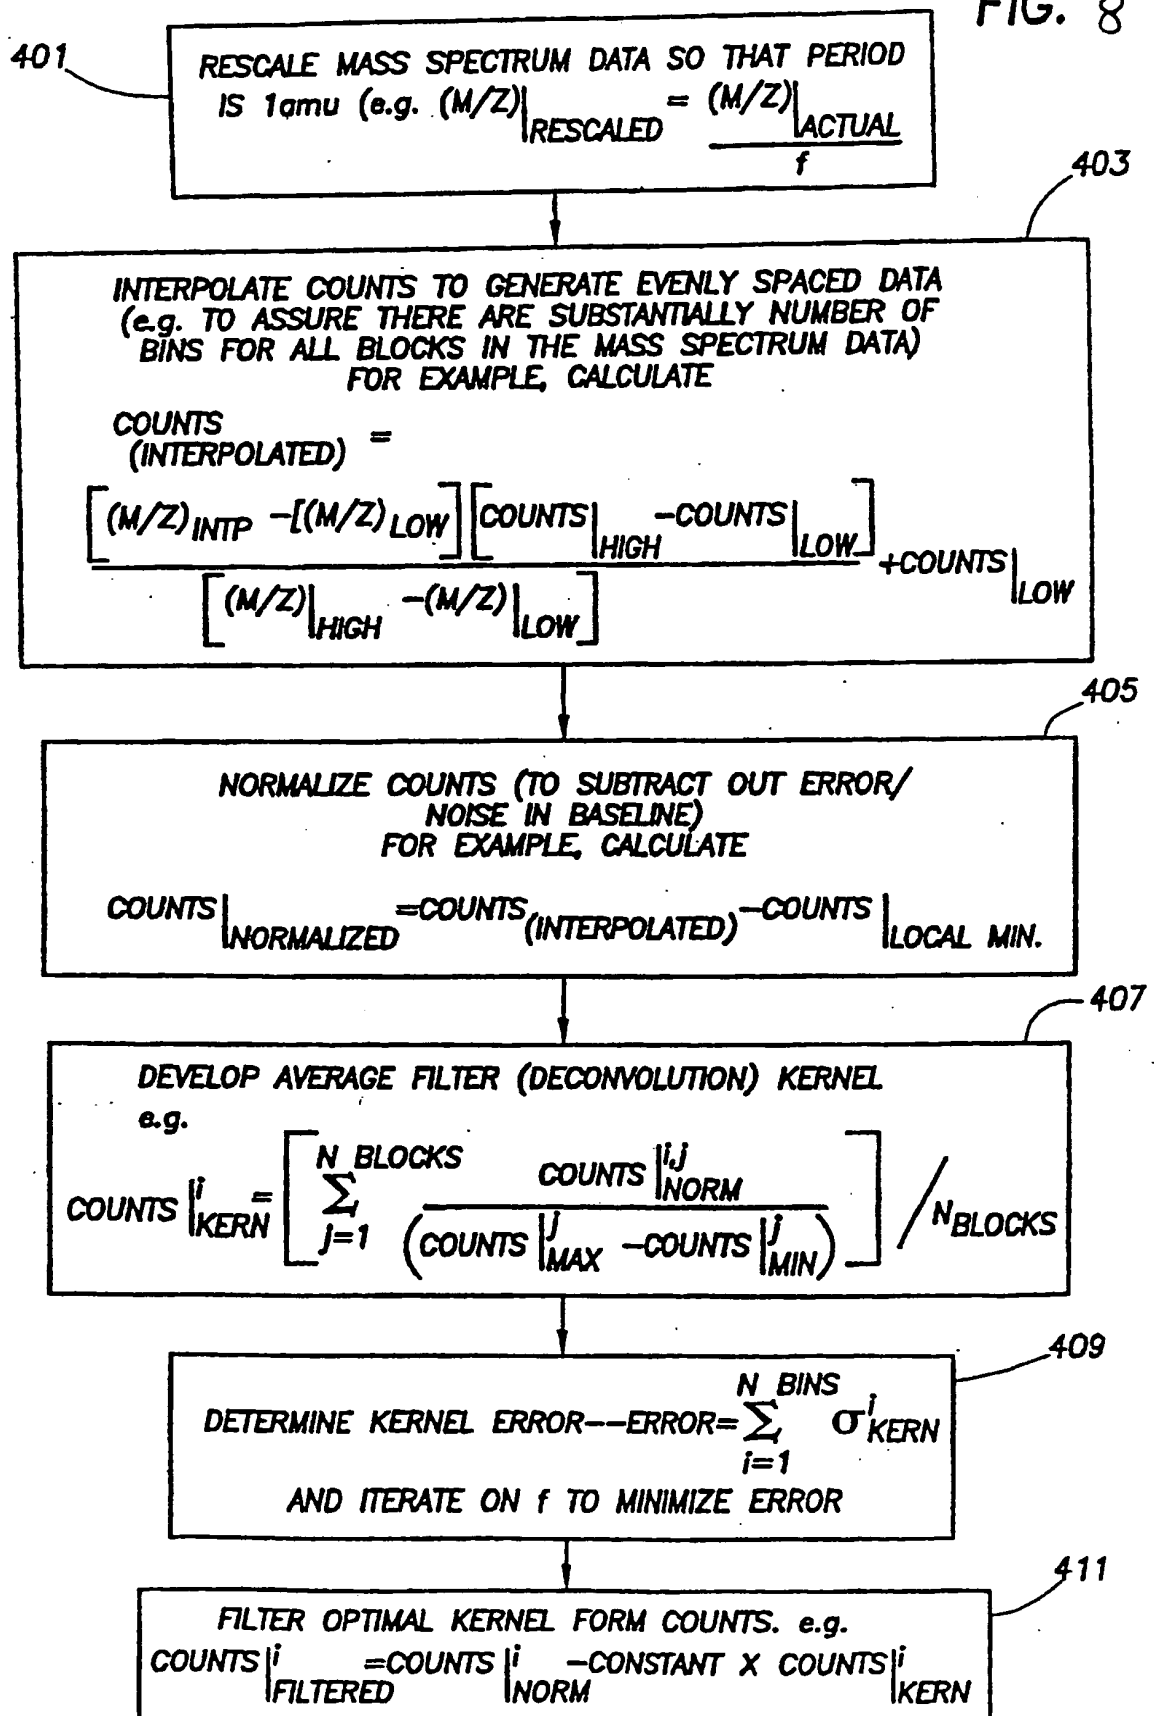 FIG. 8
401
RESCALE MASS SPECTRUM DATA SO THAT PERIOD
IS 1amu (e.g. (M/Z)|RESCALED = (M/Z)|ACTUAL
f
403
INTERPOLATE COUNTS TO GENERATE EVENLY SPACED DATA
(e.g. TO ASSURE THERE ARE SUBSTANTIALLY NUMBER OF
BINS FOR ALL BLOCKS IN THE MASS SPECTRUM DATA)
FOR EXAMPLE, CALCULATE
COUNTS
(INTERPOLATED) =
[(M/Z)INTP -[(M/Z)LOW] [COUNTS|HIGH -COUNTS|LOW]
+COUNTS|LOW
[(M/Z)|HIGH -(M/Z)|LOW]
405
NORMALIZE COUNTS (TO SUBTRACT OUT ERROR/
NOISE IN BASELINE)
FOR EXAMPLE, CALCULATE
COUNTS|NORMALIZED =COUNTS(INTERPOLATED) -COUNTS|LOCAL MIN.
407
DEVELOP AVERAGE FILTER (DECONVOLUTION) KERNEL
e.g.
N BLOCKS
COUNTS|i KERN = [ Σ COUNTS|i,j NORM ] / NBLOCKS
j=1 (COUNTS|j MAX -COUNTS|j MIN)
409
N BINS
DETERMINE KERNEL ERROR--ERROR= Σ σi KERN
i=1
AND ITERATE ON f TO MINIMIZE ERROR
411
FILTER OPTIMAL KERNEL FORM COUNTS. e.g.
COUNTS|i FILTERED =COUNTS|i NORM -CONSTANT X COUNTS|i KERN